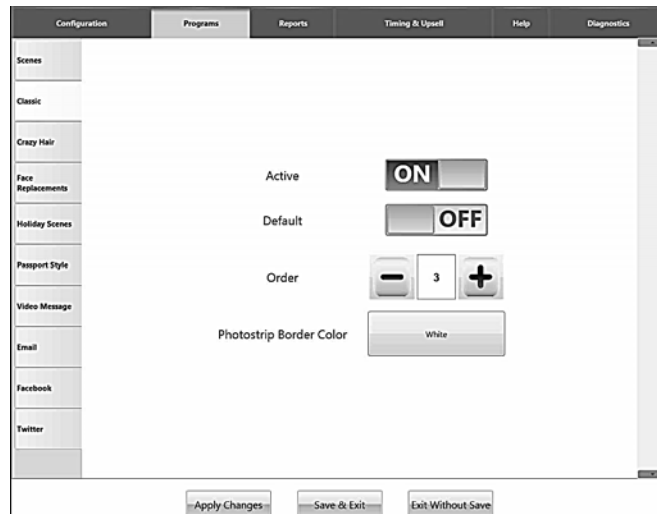 Configuration
Programs
Reports
Timing & Upsell
Help
Diagnostics
Scenes
Classic
Crazy Hair
Face
Replacements
Holiday Scenes
Passport Style
Video Message
Email
Facebook
Twitter
Active
ON
Default
OFF
Order
3
Photostrip Border Color
White
Apply Changes
Save & Exit
Exit Without Save